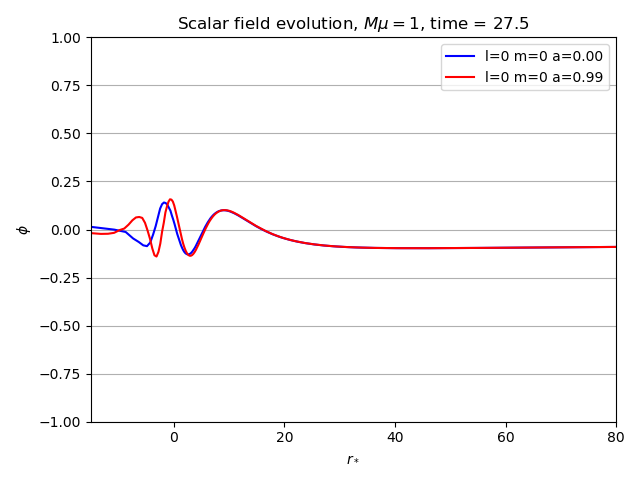 Scalar field evolution, $M\mu = 1$, time = 27.5
l=0 m=0 a=0.00
l=0 m=0 a=0.99
1.00
0.75
0.50
0.25
0.00
−0.25
−0.50
−0.75
−1.00
ϕ
0 20 40 60 80
$r_*$